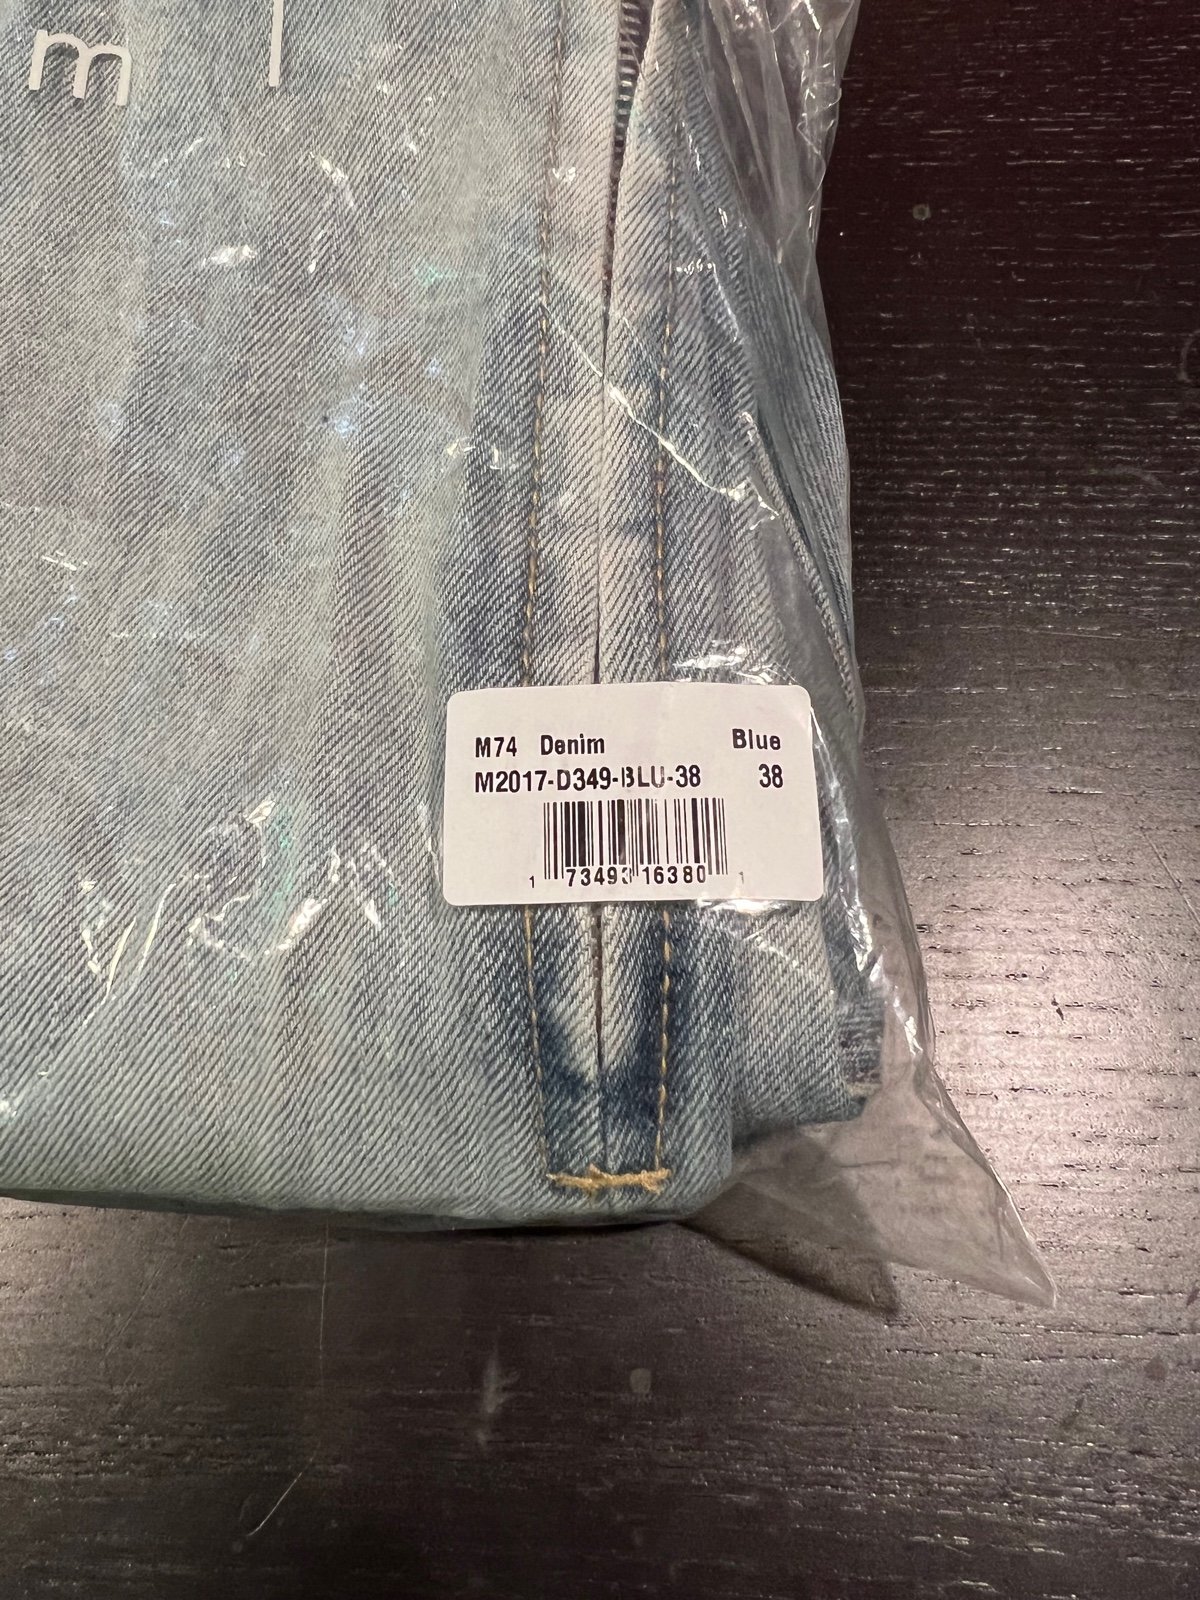 m l
M74 Denim Blue
M2017-D349-BLU-38 38
1 73493 16380 1